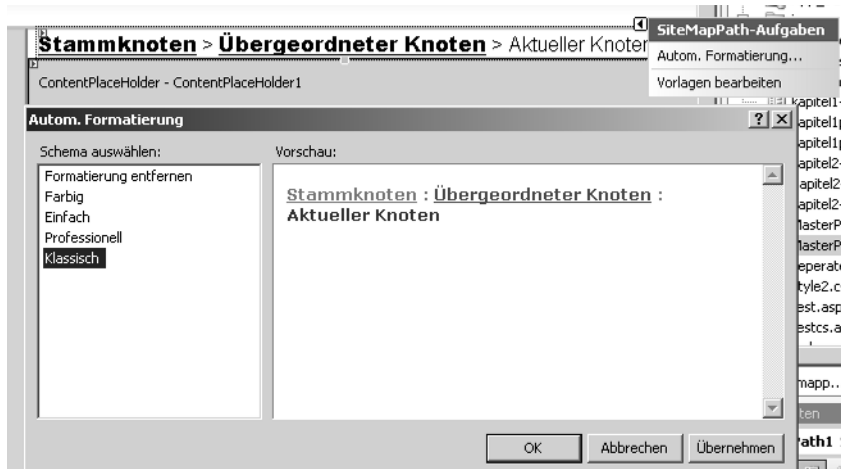 SiteMapPath-Aufgaben
Stammknoten > Übergeordneter Knoten > Aktueller Knoten
Autom. Formatierung...
ContentPlaceHolder - ContentPlaceHolder1
Vorlagen bearbeiten
Autom. Formatierung
Schema auswählen:
Vorschau:
Formatierung entfernen
Farbig
Einfach
Professionell
Klassisch
Stammknoten : Übergeordneter Knoten :
Aktueller Knoten
OK
Abbrechen
Übernehmen